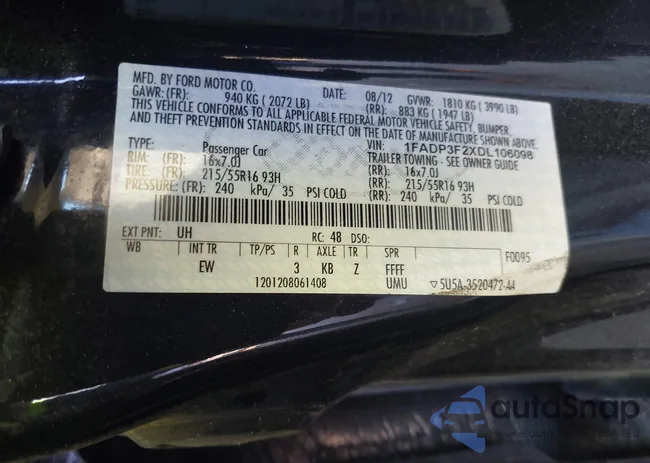 MFD. BY FORD MOTOR CO. DATE: 08/12 GVWR: 1810 KG ( 3990 LB)
GAWR: (FR): 940 KG ( 2072 LB) (RR): 883 KG ( 1947 LB)
THIS VEHICLE CONFORMS TO ALL APPLICABLE FEDERAL MOTOR VEHICLE SAFETY, BUMPER,
AND THEFT PREVENTION STANDARDS IN EFFECT ON THE DATE OF MANUFACTURE SHOWN ABOVE.
VIN: 1FADP3F2XDL106098
TYPE: Passenger Car TRAILER TOWING - SEE OWNER GUIDE
RIM: (FR): 16x7.0J (RR): 16x7.0J
TIRE: (FR): 215/55R16 93H (RR): 215/55R16 93H
PRESSURE: (FR): 240 kPa/ 35 PSI COLD (RR): 240 kPa/ 35 PSI COLD
EXT PNT: UH RC: 48 DSO: F0095
WB INT TR TP/PS R AXLE TR SPR
EW 3 KB Z FFFF
1201208061408 UMU ▽5U5A-3520472-AA
autoSnap